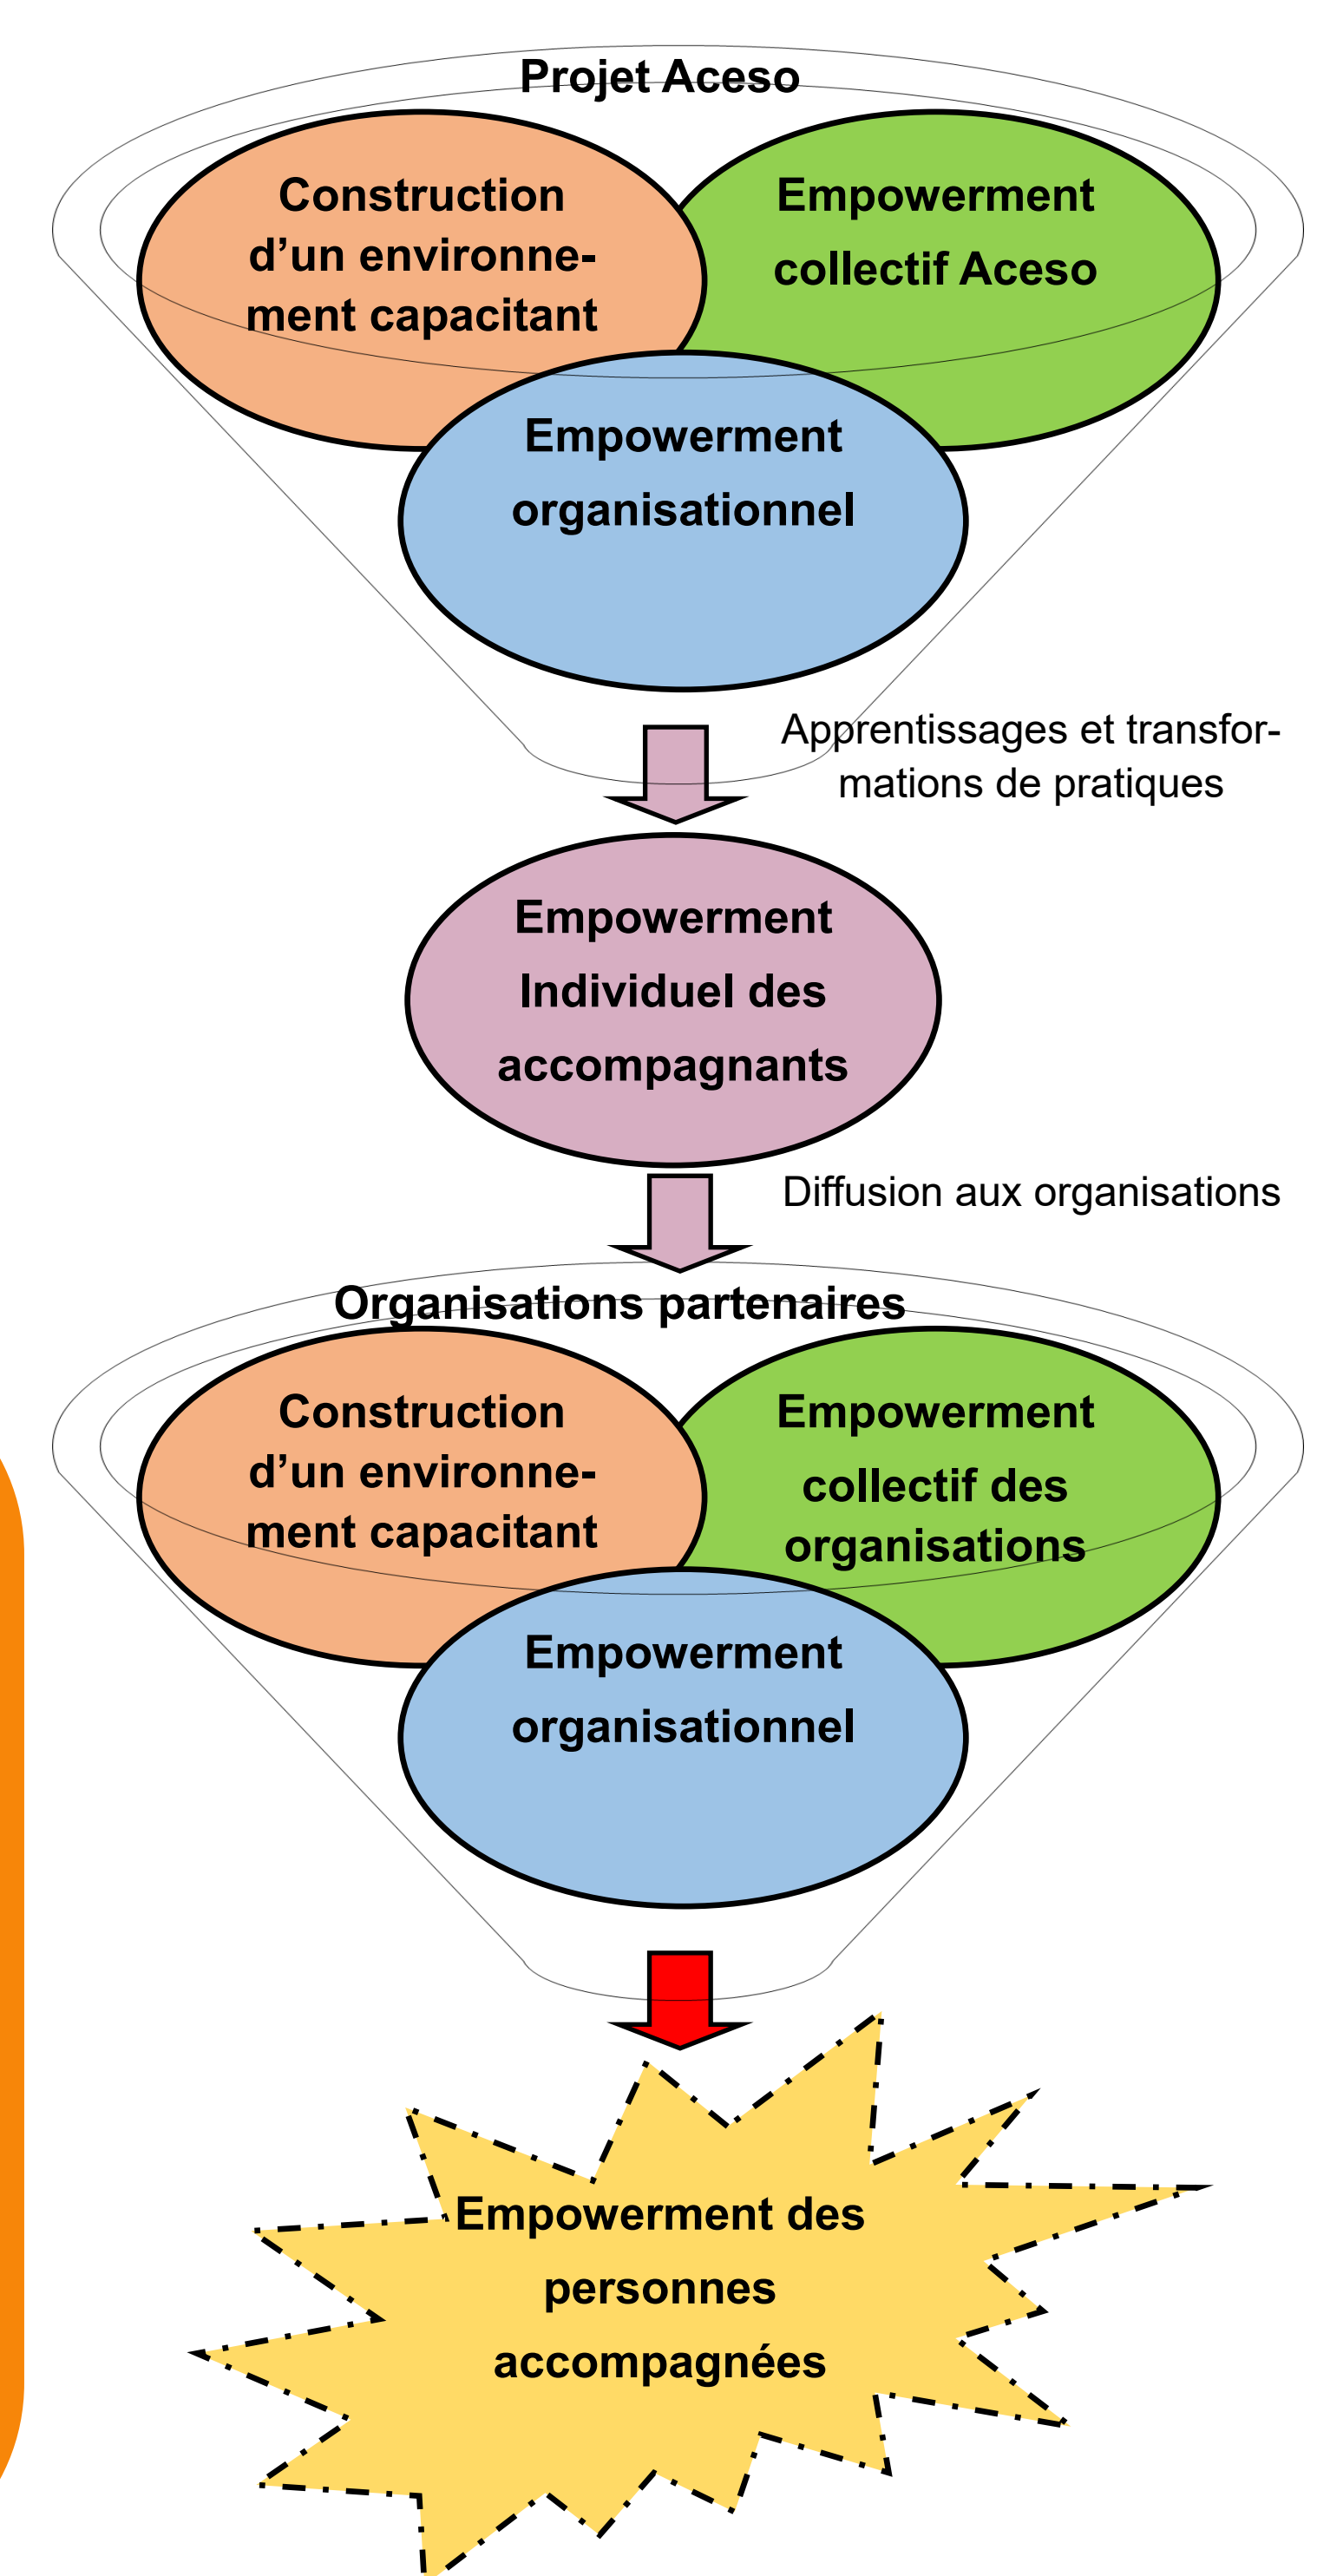 Projet Aceso
Construction
d’un environne-
ment capacitant
Empowerment
collectif Aceso
Empowerment
organisationnel
Apprentissages et transfor-
mations de pratiques
Empowerment
Individuel des
accompagnants
Diffusion aux organisations
Organisations partenaires
Construction
d’un environne-
ment capacitant
Empowerment
collectif des
organisations
Empowerment
organisationnel
Empowerment des
personnes
accompagnées